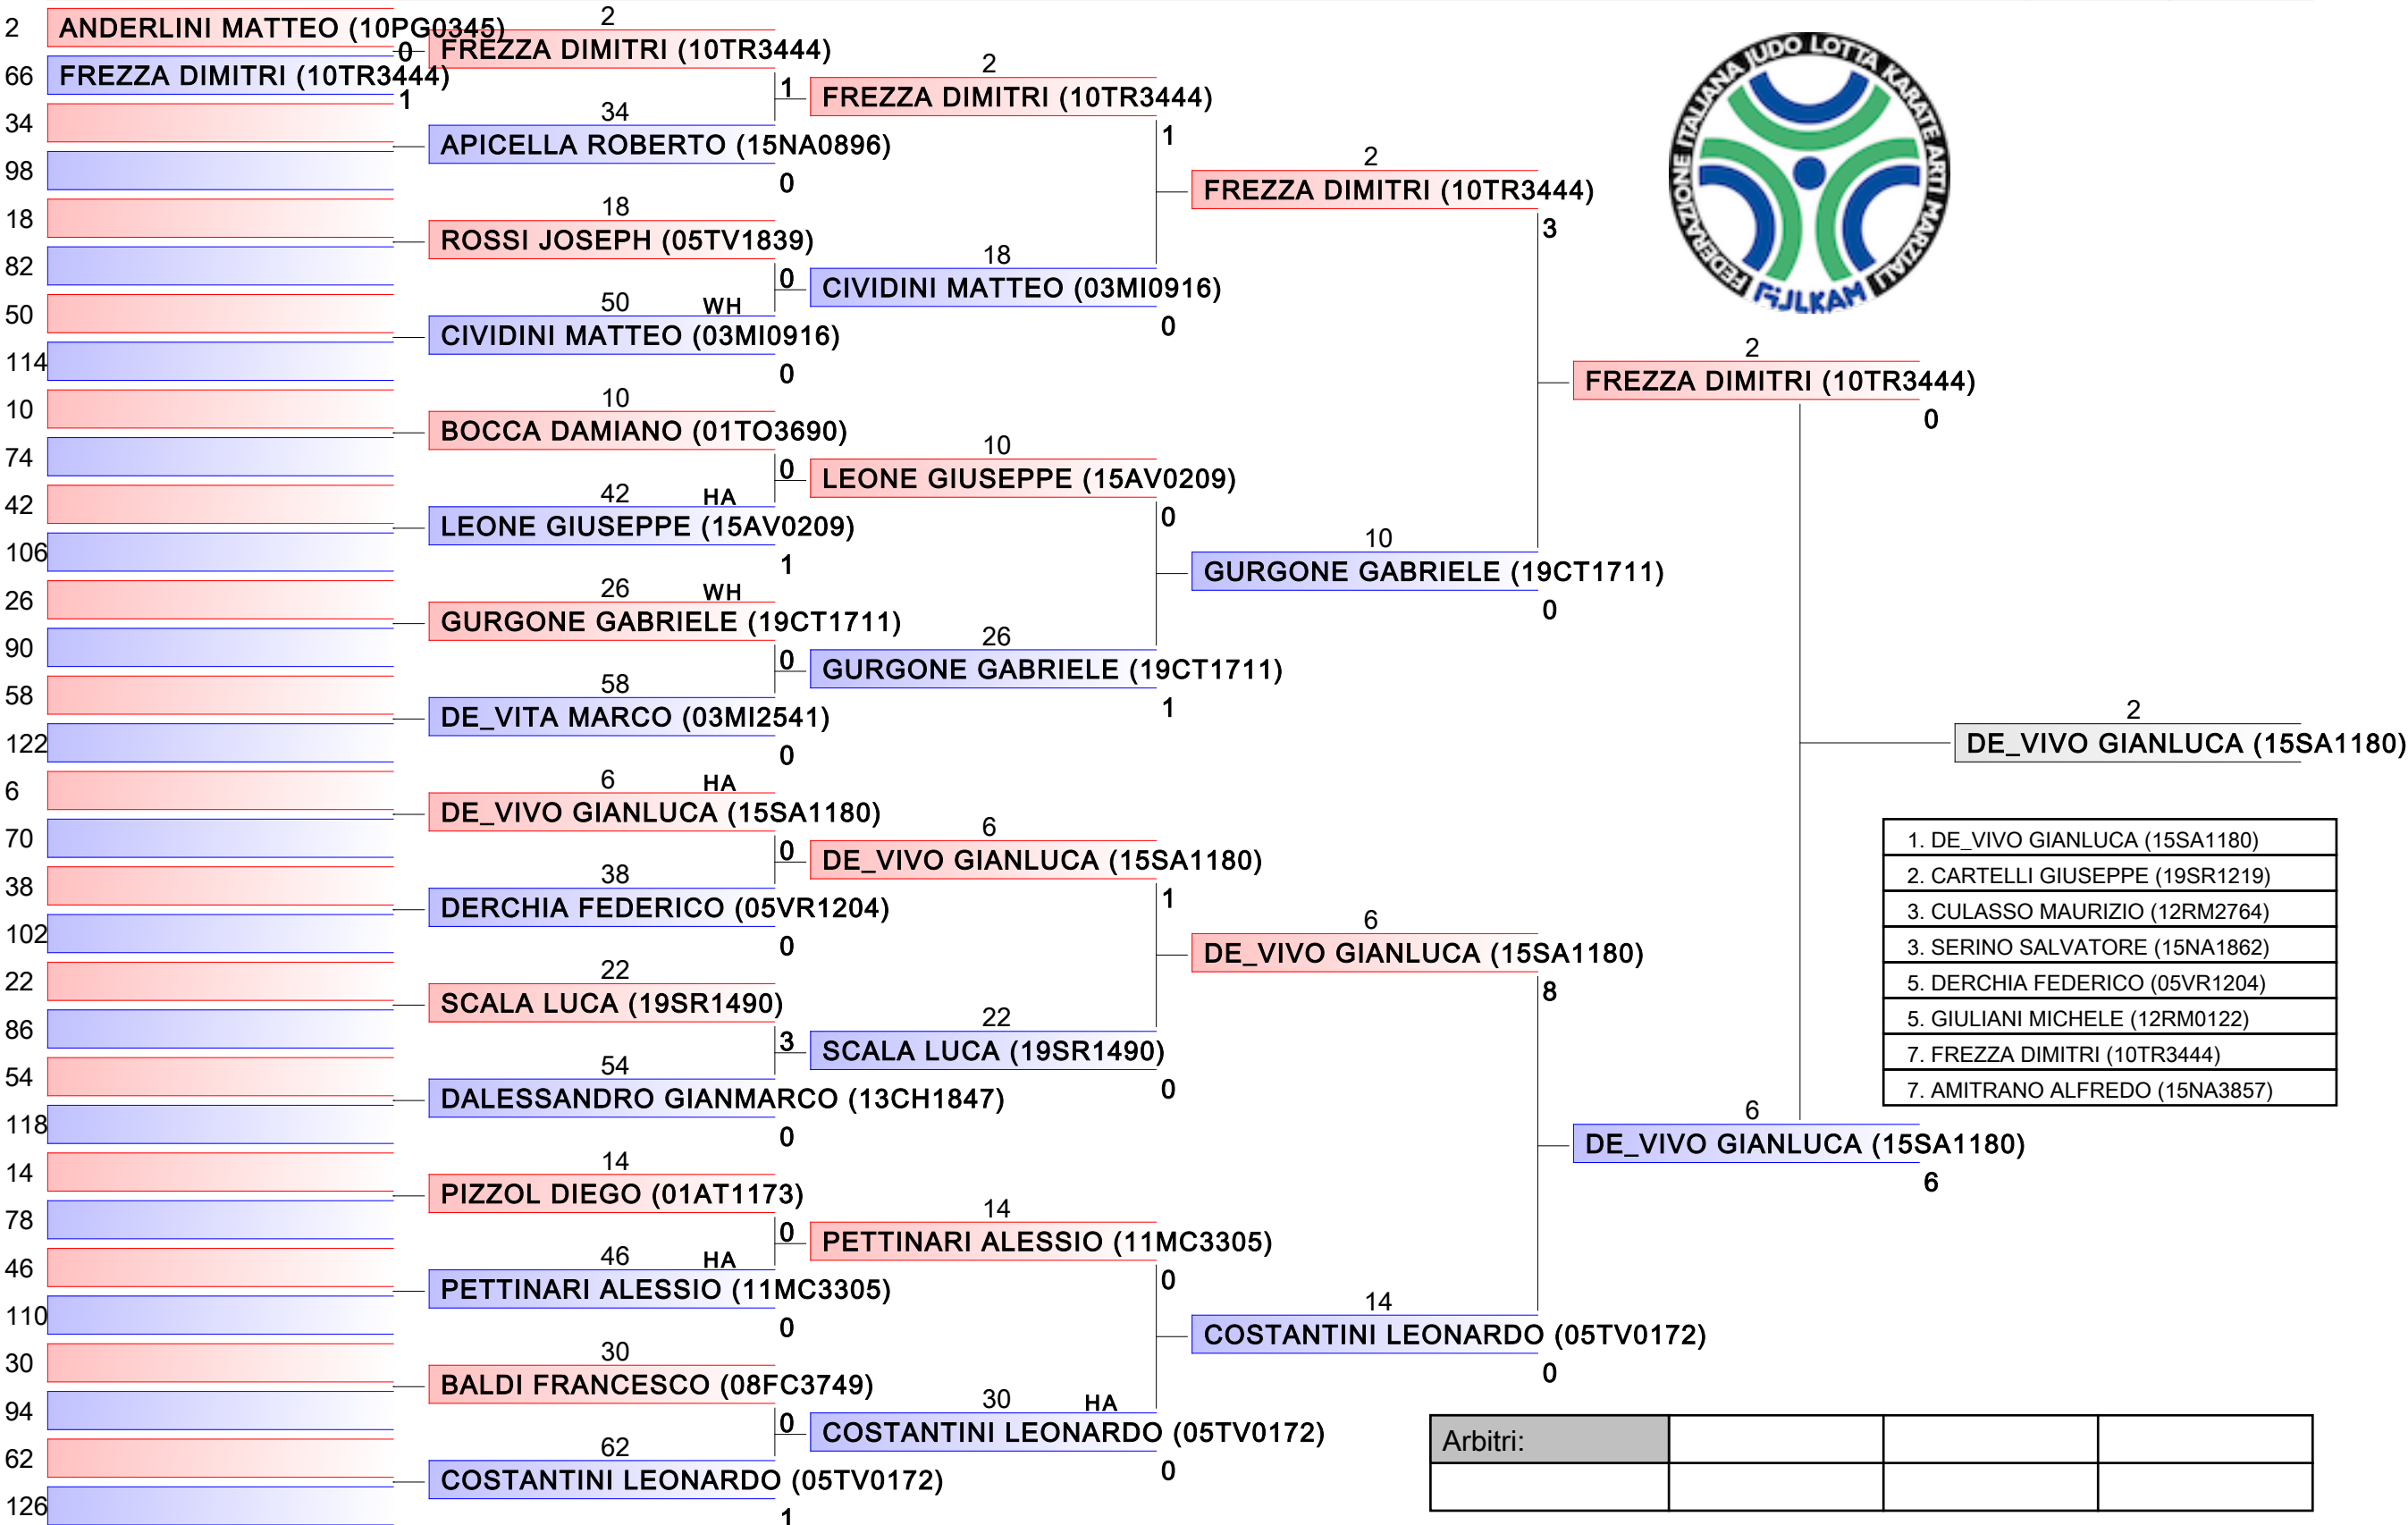 2
ANDERLINI MATTEO (10PG0345)
0
66
FREZZA DIMITRI (10TR3444)
1
34
98
18
82
50
114
10
74
42
106
26
90
58
122
6
70
38
102
22
86
54
118
14
78
46
110
30
94
62
126
2
FREZZA DIMITRI (10TR3444)
1
34
APICELLA ROBERTO (15NA0896)
0
18
ROSSI JOSEPH (05TV1839)
0
50 WH
CIVIDINI MATTEO (03MI0916)
0
10
BOCCA DAMIANO (01TO3690)
0
42 HA
LEONE GIUSEPPE (15AV0209)
1
26 WH
GURGONE GABRIELE (19CT1711)
0
58
DE_VITA MARCO (03MI2541)
0
6 HA
DE_VIVO GIANLUCA (15SA1180)
0
38
DERCHIA FEDERICO (05VR1204)
0
22
SCALA LUCA (19SR1490)
3
54
DALESSANDRO GIANMARCO (13CH1847)
0
14
PIZZOL DIEGO (01AT1173)
0
46 HA
PETTINARI ALESSIO (11MC3305)
0
30
BALDI FRANCESCO (08FC3749)
0
62
COSTANTINI LEONARDO (05TV0172)
1
2
FREZZA DIMITRI (10TR3444)
1
18
CIVIDINI MATTEO (03MI0916)
0
10
LEONE GIUSEPPE (15AV0209)
0
26
GURGONE GABRIELE (19CT1711)
1
6
DE_VIVO GIANLUCA (15SA1180)
1
22
SCALA LUCA (19SR1490)
0
14
PETTINARI ALESSIO (11MC3305)
0
30 HA
COSTANTINI LEONARDO (05TV0172)
0
2
FREZZA DIMITRI (10TR3444)
3
10
GURGONE GABRIELE (19CT1711)
0
6
DE_VIVO GIANLUCA (15SA1180)
8
14
COSTANTINI LEONARDO (05TV0172)
0
FEDERAZIONE ITALIANA JUDO LOTTA KARATE ARTI MARZIALI
FIJLKAM
2
FREZZA DIMITRI (10TR3444)
0
6
DE_VIVO GIANLUCA (15SA1180)
6
2
DE_VIVO GIANLUCA (15SA1180)
1. DE_VIVO GIANLUCA (15SA1180)
2. CARTELLI GIUSEPPE (19SR1219)
3. CULASSO MAURIZIO (12RM2764)
3. SERINO SALVATORE (15NA1862)
5. DERCHIA FEDERICO (05VR1204)
5. GIULIANI MICHELE (12RM0122)
7. FREZZA DIMITRI (10TR3444)
7. AMITRANO ALFREDO (15NA3857)
Arbitri: